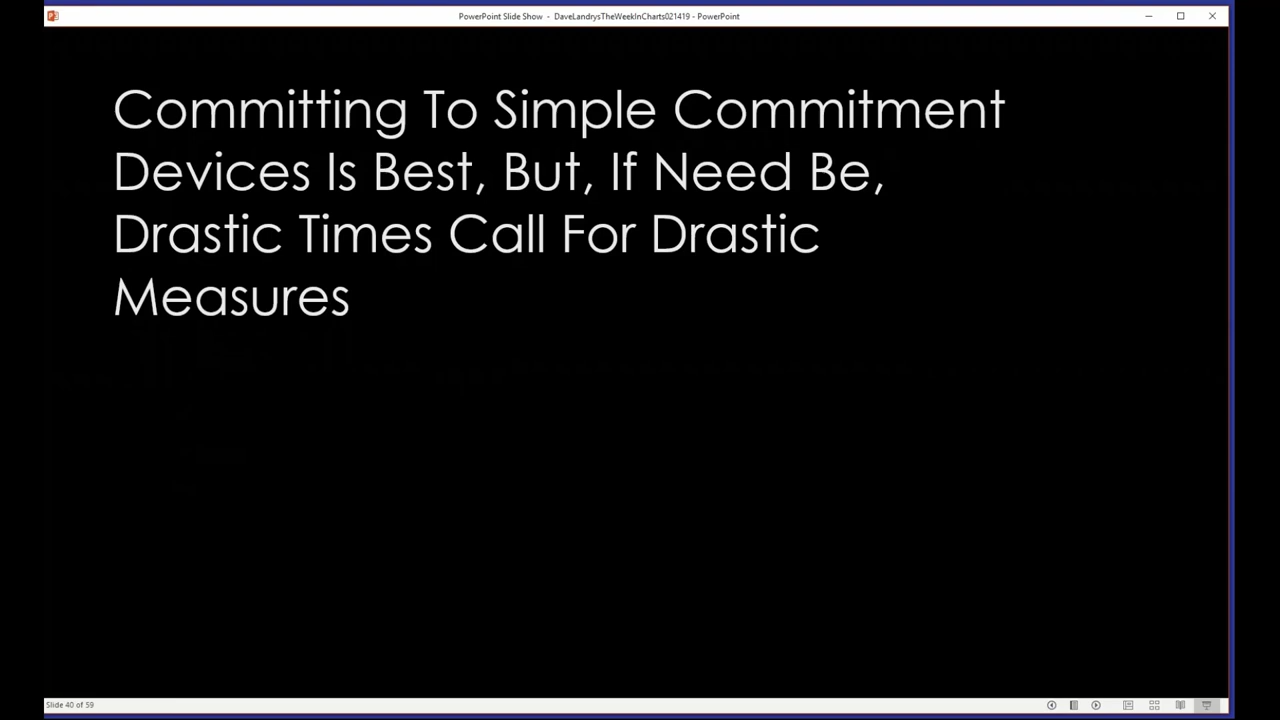 PowerPoint Slide Show - DaveLandrysTheWeekInCharts021419 - PowerPoint
Committing To Simple Commitment
Devices Is Best, But, If Need Be,
Drastic Times Call For Drastic
Measures
Slide 40 of 59